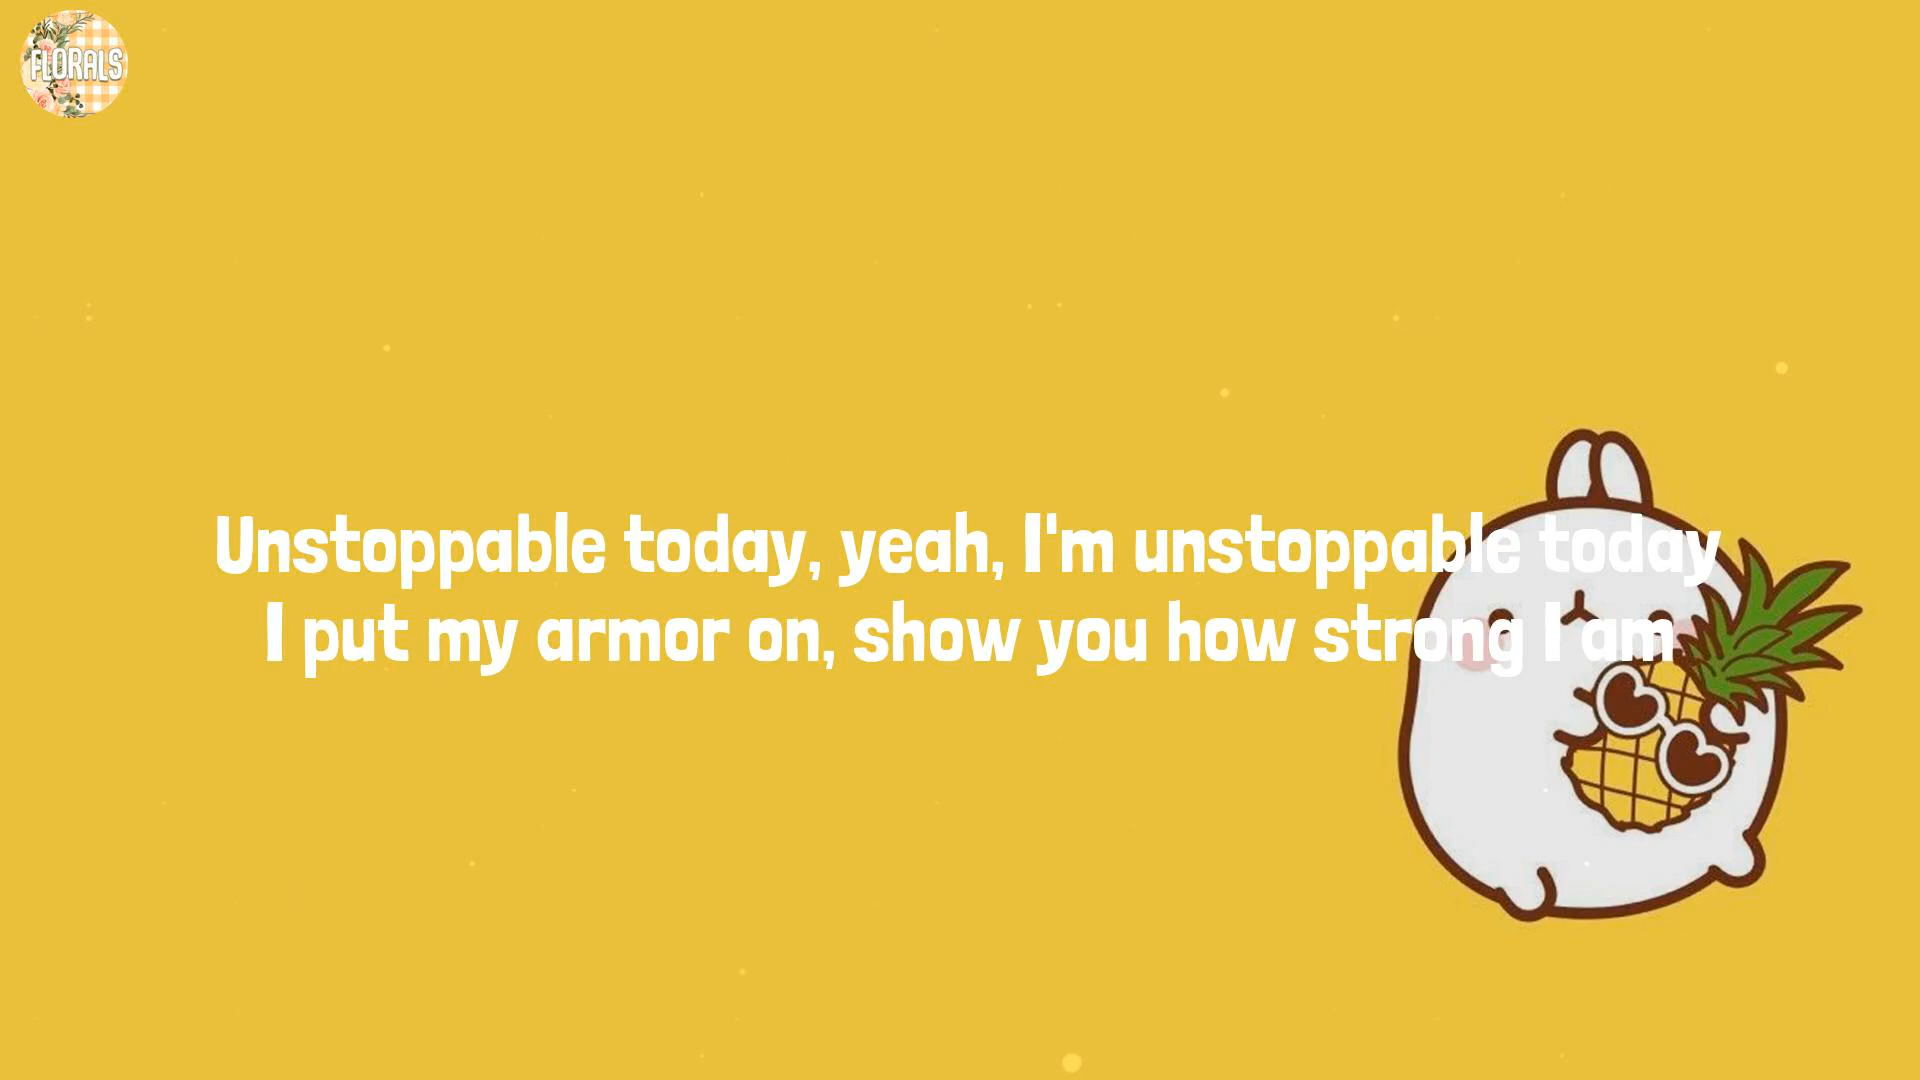 FLORALS
Unstoppable today, yeah, I'm unstoppable today
I put my armor on, show you how strong I am